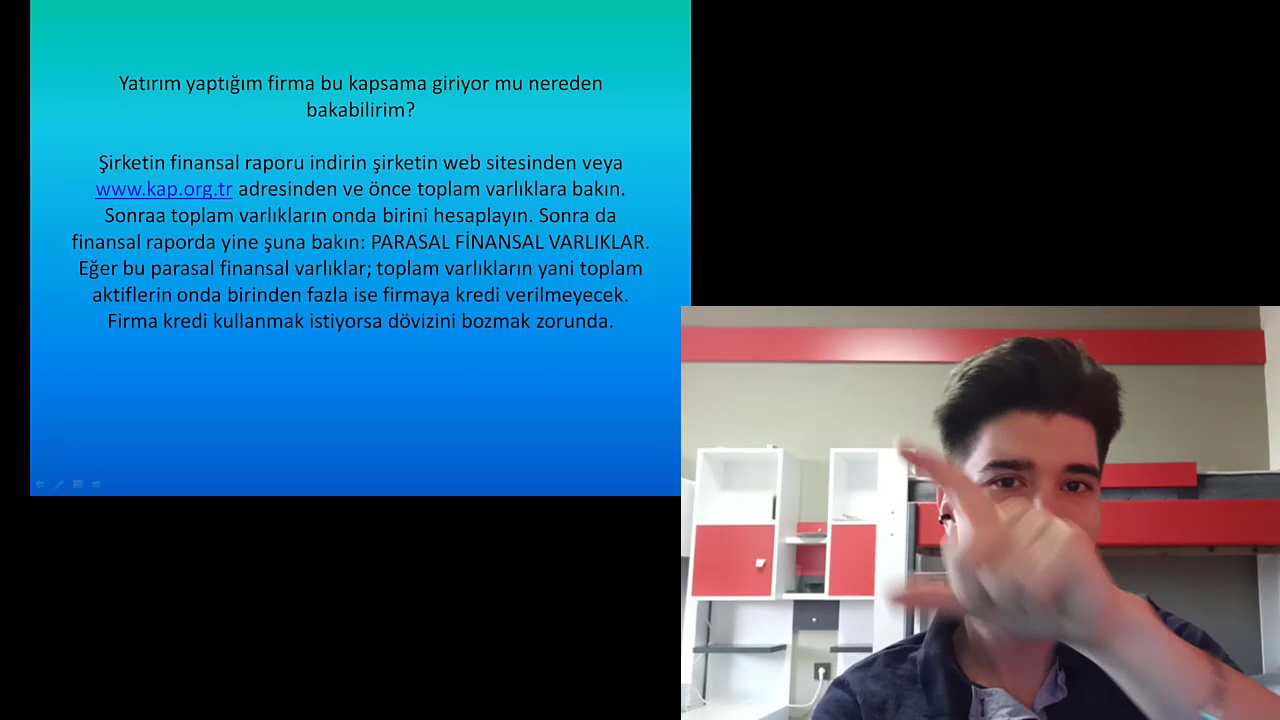 Yatırım yaptığım firma bu kapsama giriyor mu nereden
bakabilirim?
Şirketin finansal raporu indirin şirketin web sitesinden veya
www.kap.org.tr adresinden ve önce toplam varlıklara bakın.
Sonraa toplam varlıkların onda birini hesaplayın. Sonra da
finansal raporda yine şuna bakın: PARASAL FİNANSAL VARLIKLAR.
Eğer bu parasal finansal varlıklar; toplam varlıkların yani toplam
aktiflerin onda birinden fazla ise firmaya kredi verilmeyecek.
Firma kredi kullanmak istiyorsa dövizini bozmak zorunda.